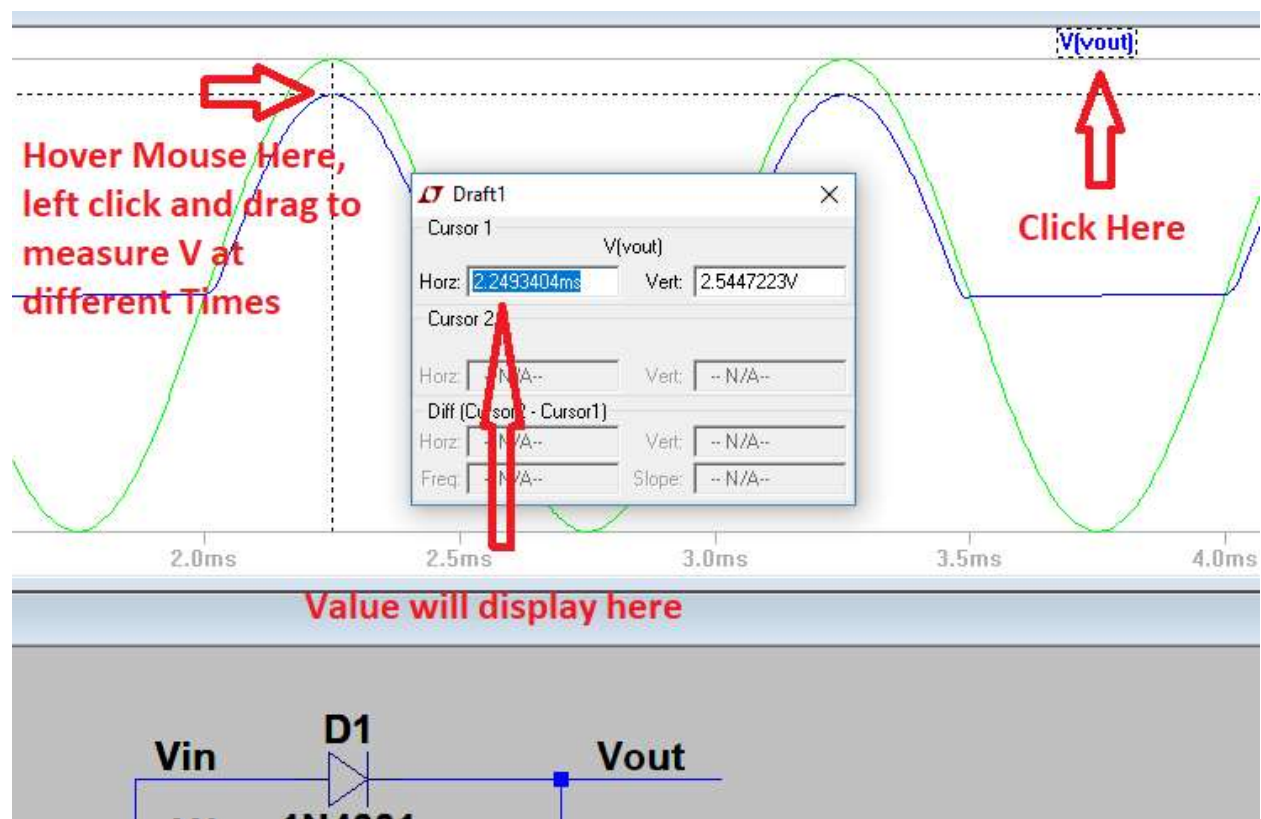 V(vout)
Hover Mouse Here,
left click and drag to
measure V at
different Times
Click Here
Draft1
Cursor 1
V(vout)
Horz: 2.2493404ms Vert: 2.5447223V
Cursor 2
Horz: -- N/A-- Vert: -- N/A--
Diff (Cursor2 - Cursor1)
Horz: -- N/A-- Vert: -- N/A--
Freq: -- N/A-- Slope: -- N/A--
2.0ms 2.5ms 3.0ms 3.5ms 4.0ms
Value will display here
D1
Vin Vout